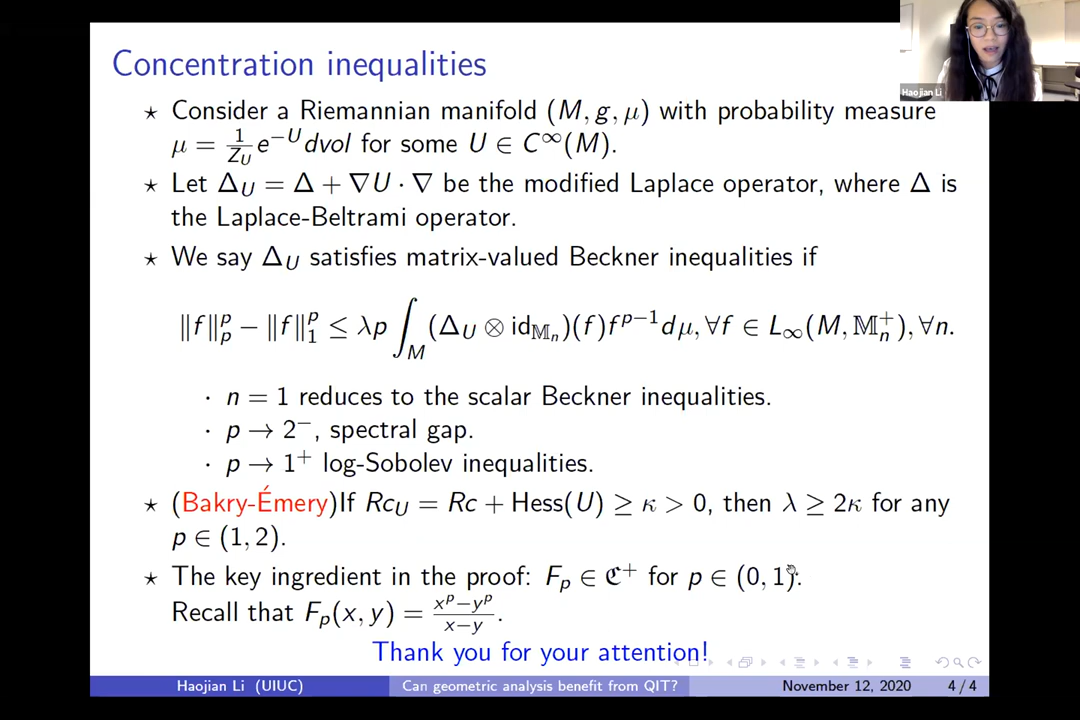 Concentration inequalities
Haojian Li
⋆ Consider a Riemannian manifold (M, g, μ) with probability measure
μ = 1/Z_U e^{−U} dvol for some U ∈ C^∞(M).
⋆ Let Δ_U = Δ + ∇U · ∇ be the modified Laplace operator, where Δ is
the Laplace-Beltrami operator.
⋆ We say Δ_U satisfies matrix-valued Beckner inequalities if
‖f‖_p^p − ‖f‖_1^p ≤ λp ∫_M (Δ_U ⊗ id_{𝕄_n})(f)f^{p−1}dμ, ∀f ∈ L_∞(M, 𝕄_n^+), ∀n.
· n = 1 reduces to the scalar Beckner inequalities.
· p → 2^−, spectral gap.
· p → 1^+ log-Sobolev inequalities.
⋆ (Bakry-Émery)If Rc_U = Rc + Hess(U) ≥ κ > 0, then λ ≥ 2κ for any
p ∈ (1, 2).
⋆ The key ingredient in the proof: F_p ∈ ℭ^+ for p ∈ (0, 1).
Recall that F_p(x, y) = (x^p−y^p)/(x−y).
Thank you for your attention!
Haojian Li (UIUC) Can geometric analysis benefit from QIT? November 12, 2020 4 / 4